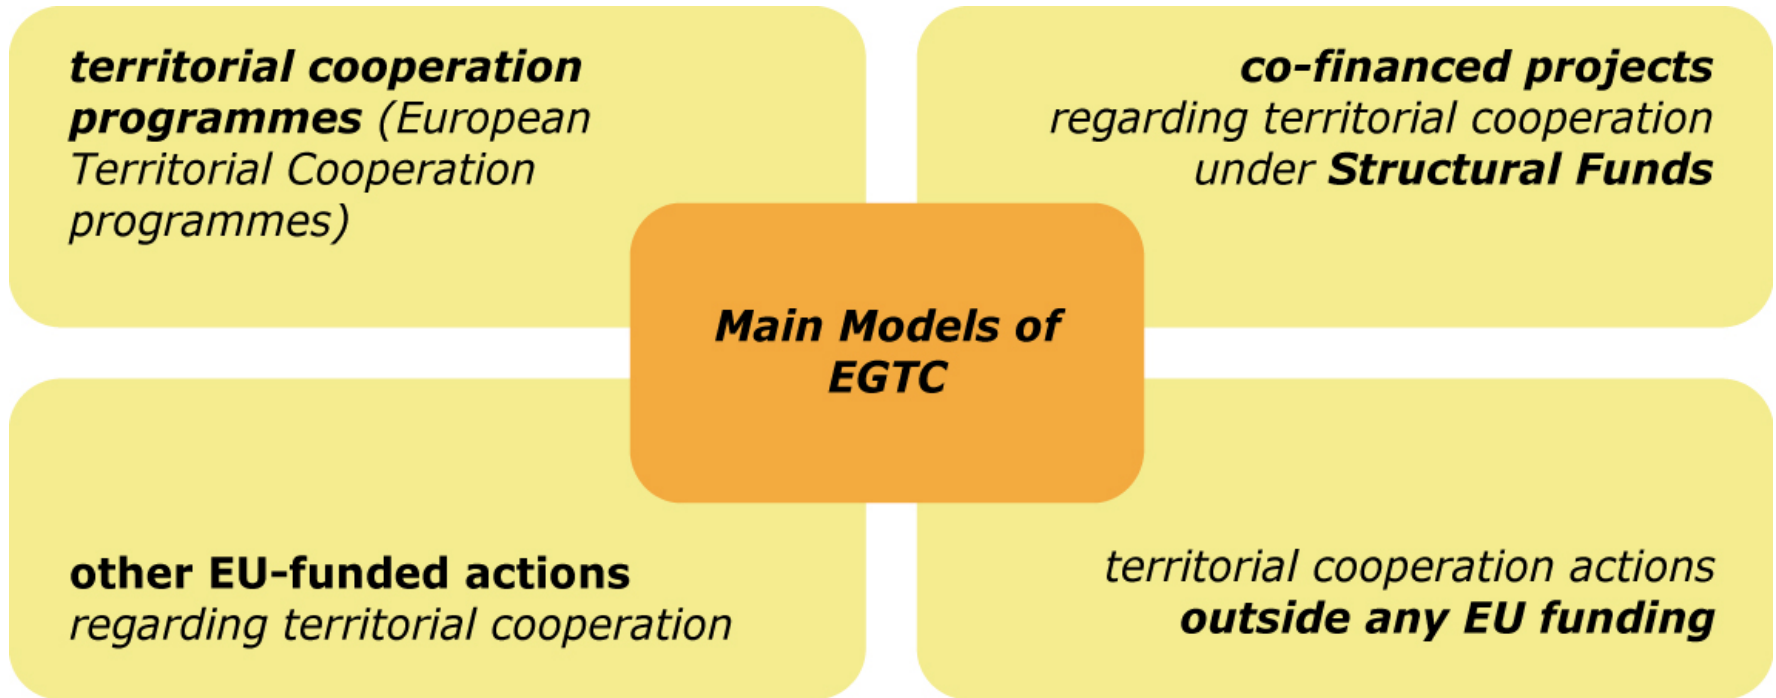 territorial cooperation
programmes (European
Territorial Cooperation
programmes)
co-financed projects
regarding territorial cooperation
under Structural Funds
Main Models of
EGTC
other EU-funded actions
regarding territorial cooperation
territorial cooperation actions
outside any EU funding